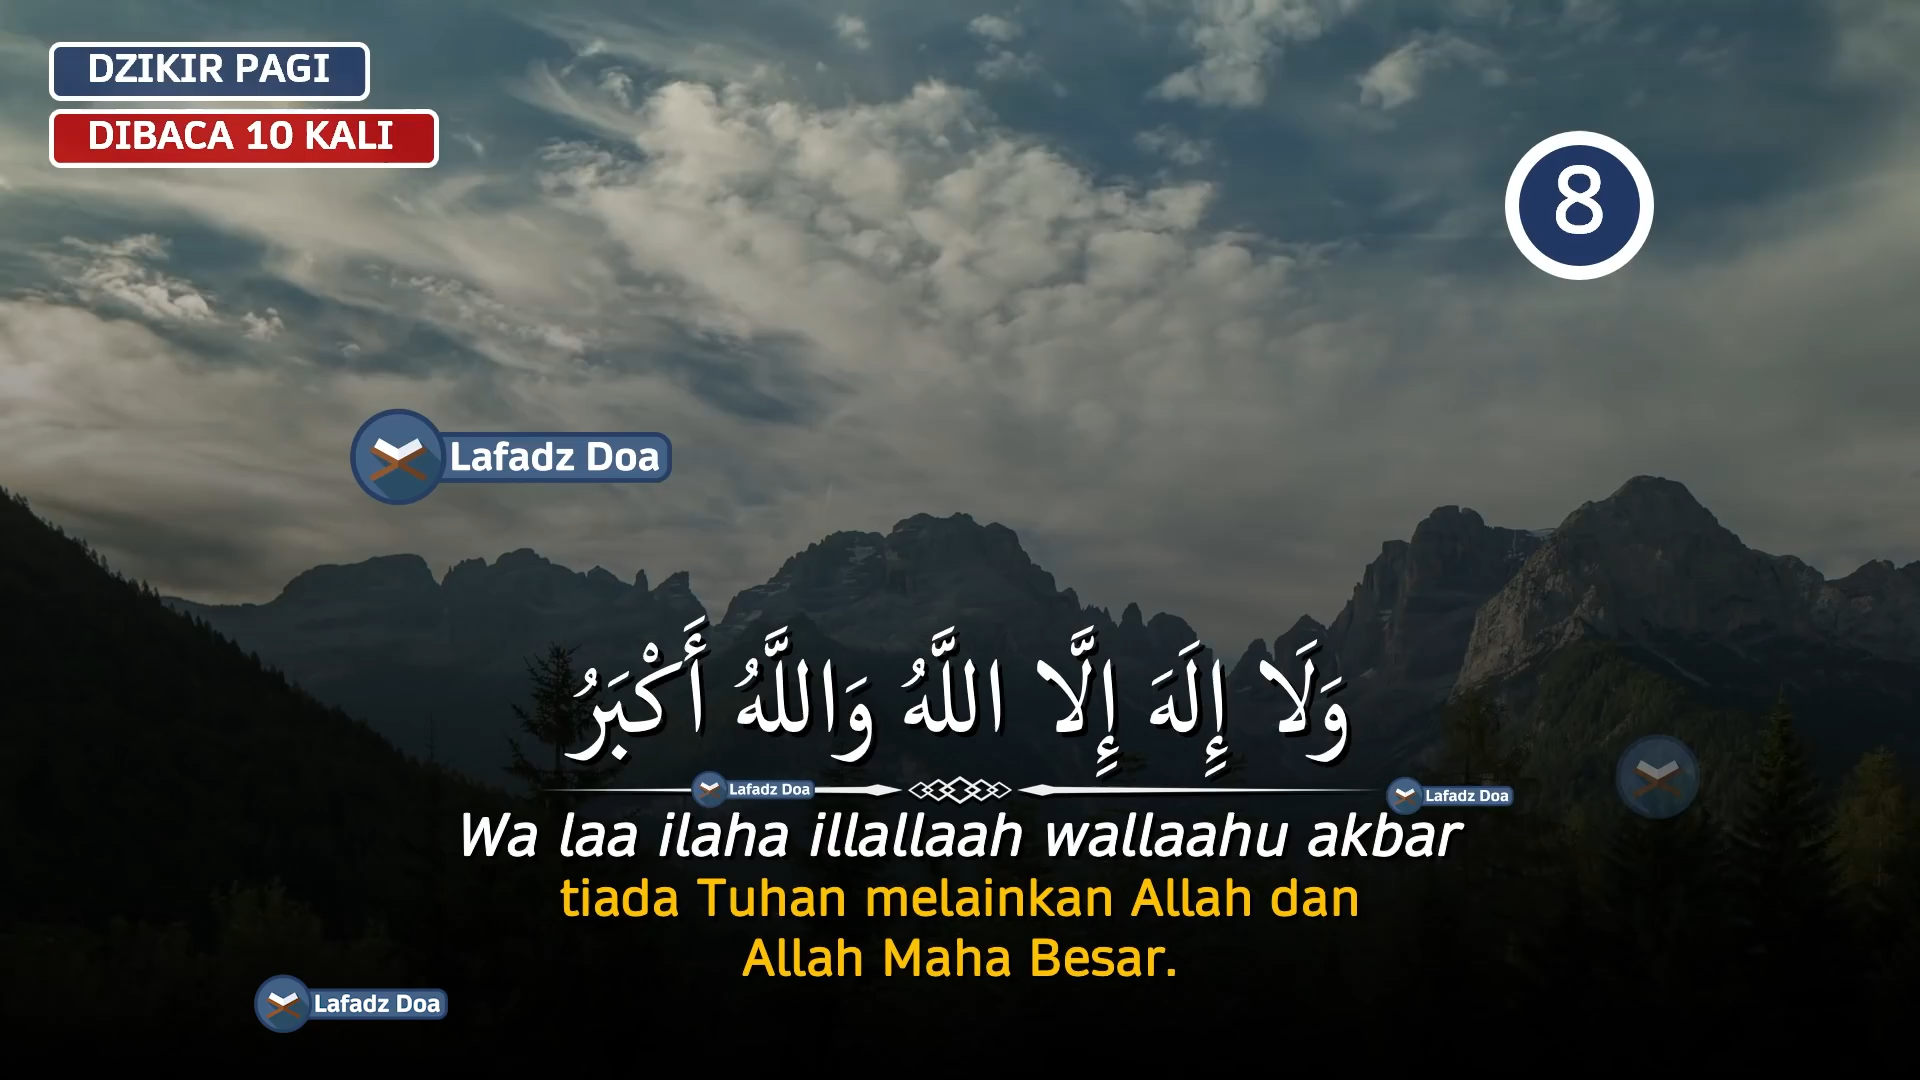 DZIKIR PAGI
DIBACA 10 KALI
8
Lafadz Doa
وَلَا إِلَهَ إِلَّا اللَّهُ وَاللَّهُ أَكْبَرُ
Lafadz Doa
Lafadz Doa
Wa laa ilaha illallaah wallaahu akbar
tiada Tuhan melainkan Allah dan
Allah Maha Besar.
Lafadz Doa